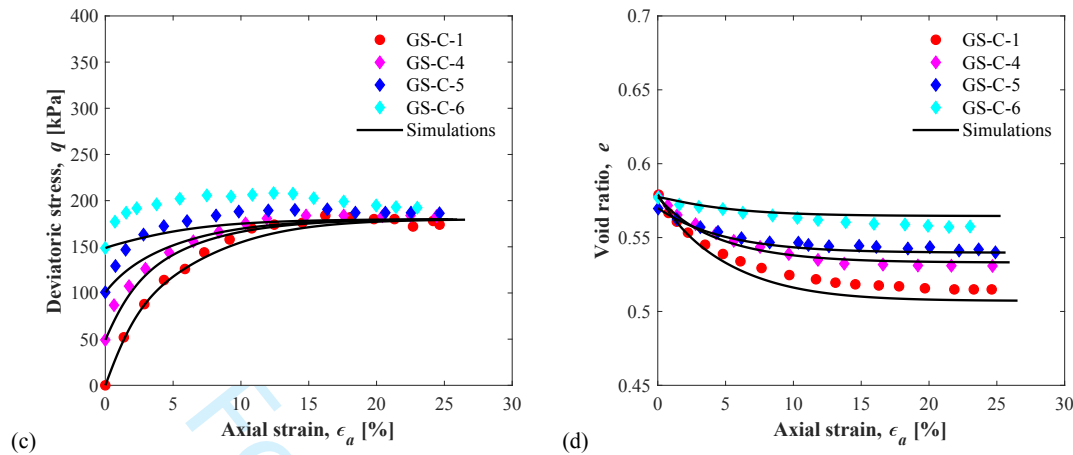 400
350
300
250
200
150
100
50
0
Deviatoric stress, q [kPa]
GS-C-1
GS-C-4
GS-C-5
GS-C-6
Simulations
0 5 10 15 20 25 30
(c) Axial strain, ϵa [%]
0.7
0.65
0.6
0.55
0.5
0.45
Void ratio, e
GS-C-1
GS-C-4
GS-C-5
GS-C-6
Simulations
0 5 10 15 20 25 30
(d) Axial strain, ϵa [%]